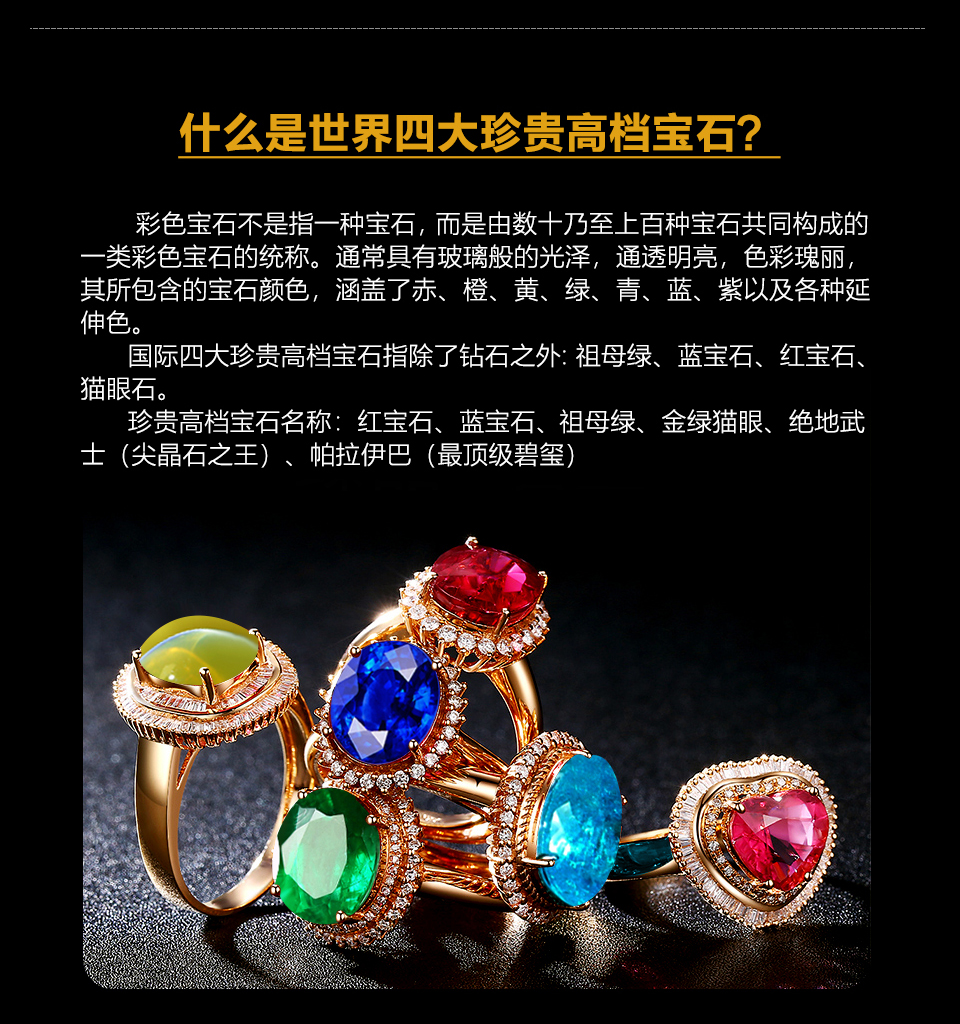 什么是世界四大珍贵高档宝石？
彩色宝石不是指一种宝石，而是由数十乃至上百种宝石共同构成的
一类彩色宝石的统称。通常具有玻璃般的光泽，通透明亮，色彩瑰丽，
其所包含的宝石颜色，涵盖了赤、橙、黄、绿、青、蓝、紫以及各种延
伸色。
国际四大珍贵高档宝石指除了钻石之外：祖母绿、蓝宝石、红宝石、
猫眼石。
珍贵高档宝石名称：红宝石、蓝宝石、祖母绿、金绿猫眼、绝地武
士（尖晶石之王）、帕拉伊巴（最顶级碧玺）